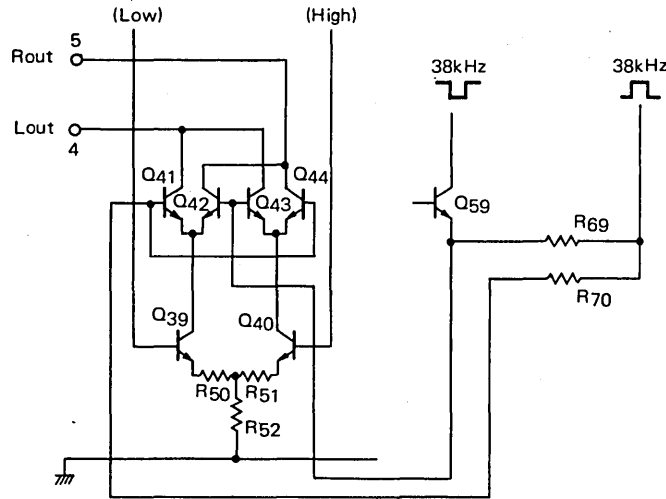 (Low)
(High)
5
Rout
38kHz
38kHz
Lout
4
Q41
Q42
Q43
Q44
Q59
R69
R70
Q39
Q40
R50
R51
R52